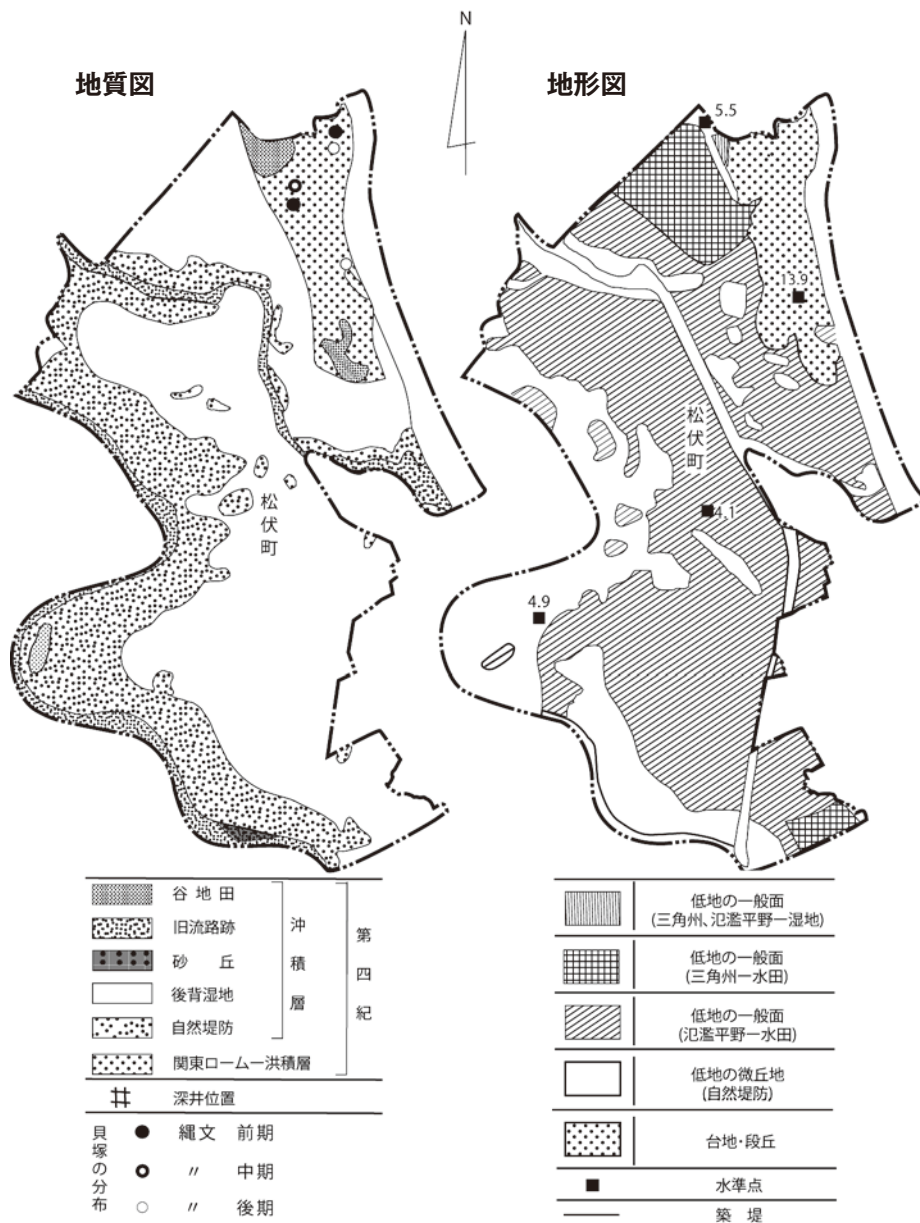 N
地質図
地形図
5.5
13.9
松伏町
松伏町
4.1
4.9
谷地田
旧流路跡
砂丘
後背湿地
自然堤防
沖積層
関東ローム―洪積層
第四紀
深井位置
貝塚の分布
縄文 前期
〃 中期
〃 後期
低地の一般面
(三角州、氾濫平野―湿地)
低地の一般面
(三角州―水田)
低地の一般面
(氾濫平野―水田)
低地の微丘地
(自然堤防)
台地・段丘
水準点
築堤